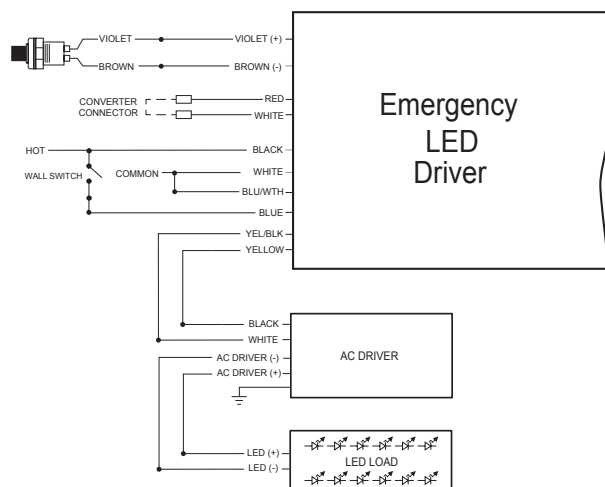 VIOLET VIOLET (+)
BROWN BROWN (-)
CONVERTER
CONNECTOR
RED
WHITE
Emergency
LED
Driver
HOT BLACK
WALL SWITCH
COMMON WHITE
BLU/WTH
BLUE
YEL/BLK
YELLOW
BLACK
WHITE
AC DRIVER (-)
AC DRIVER (+)
AC DRIVER
LED (+)
LED (-)
LED LOAD